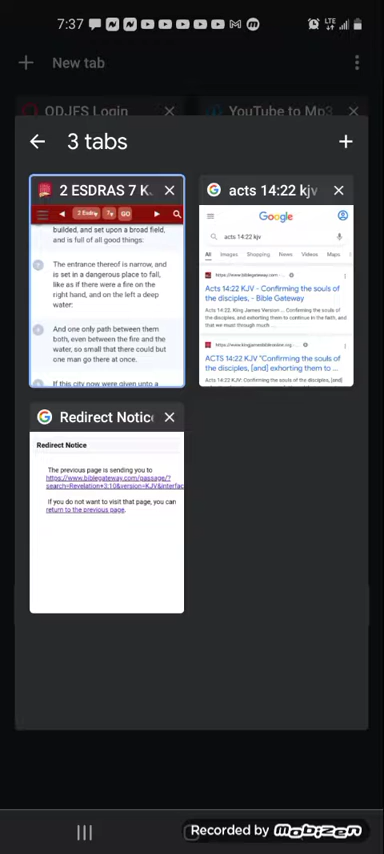 7:37 LTE
New tab
ODJFS Login YouTube to Mp3
3 tabs
2 ESDRAS 7 K
2 Esdr 7 GO
builded, and set upon a broad field,
and is full of all good things:
The entrance thereof is narrow, and
is set in a dangerous place to fall,
like as if there were a fire on the
right hand, and on the left a deep
water:
And one only path between them
both, even between the fire and the
water, so small that there could but
one man go there at once.
If this city now were given unto a
acts 14:22 kjv
Google
acts 14:22 kjv
All Images Shopping News Videos Maps
https://www.biblegateway.com
Acts 14:22 KJV - Confirming the souls of
the disciples, - Bible Gateway
Acts 14:22, King James Version ... Confirming the souls of
the disciples, and exhorting them to continue in the faith, and
that we must through much ...
https://www.kingjamesbibleonline.org
ACTS 14:22 KJV "Confirming the souls of
the disciples, [and] exhorting them to ...
Acts 14:22 KJV: Confirming the souls of the disciples, [and]
Redirect Notic
Redirect Notice
The previous page is sending you to
https://www.biblegateway.com/passage/?
search=Revelation+3:10&version=KJV&interfac
If you do not want to visit that page, you can
return to the previous page.
Recorded by Mobizen